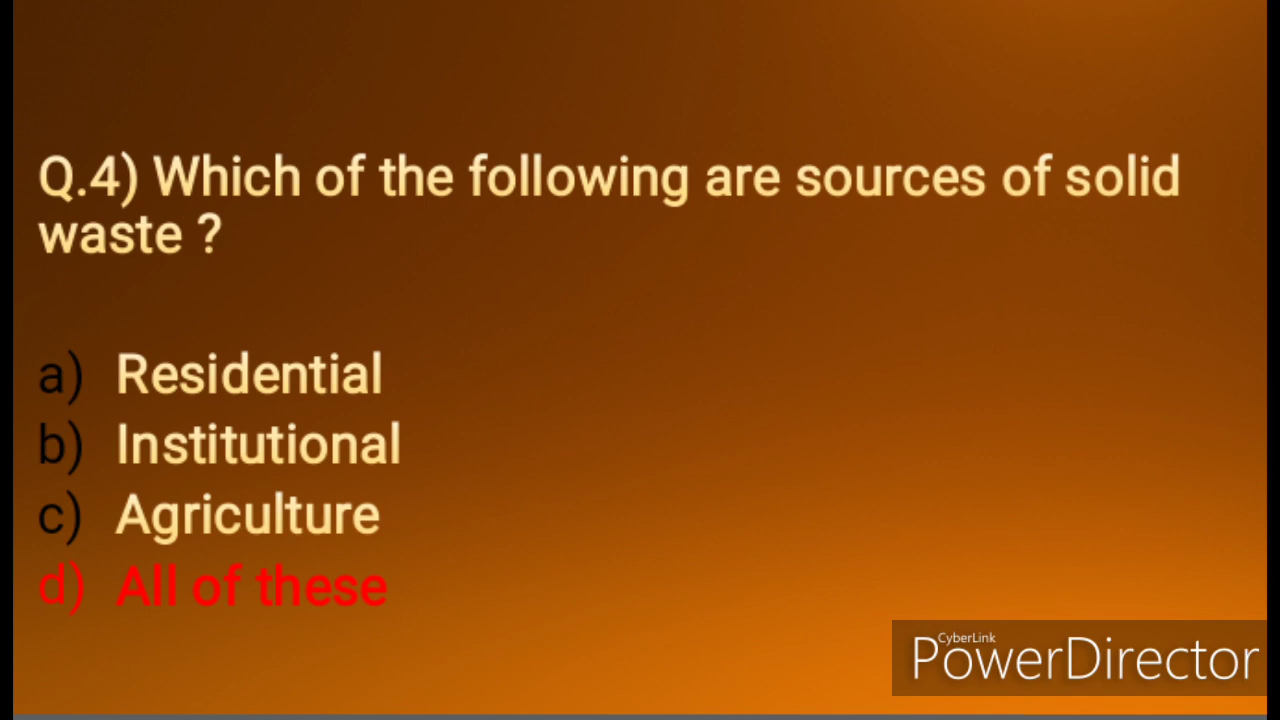 Q.4) Which of the following are sources of solid
waste ?
a) Residential
b) Institutional
c) Agriculture
d) All of these
CyberLink
PowerDirector